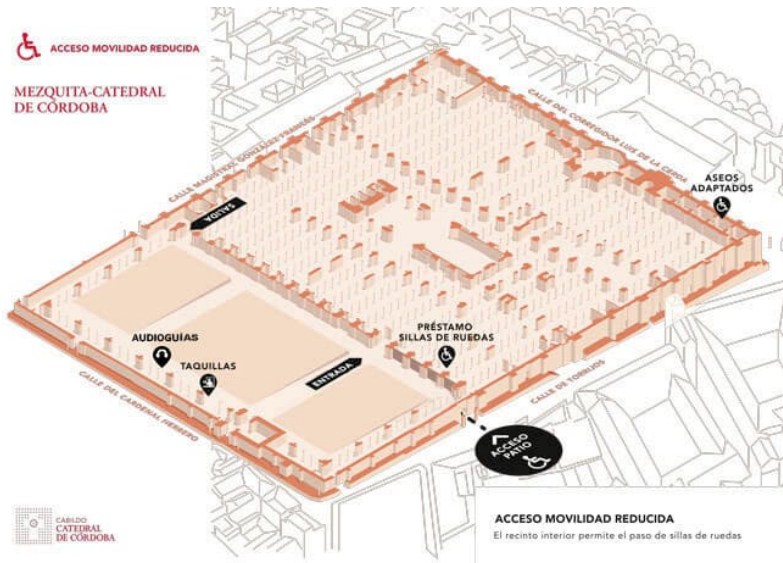 ACCESO MOVILIDAD REDUCIDA
MEZQUITA-CATEDRAL
DE CÓRDOBA
CALLE MAGISTRAL GONZÁLEZ FRANCÉS
CALLE DEL CORREGIDOR LUIS DE LA CERDA
ASEOS
ADAPTADOS
SALIDA
AUDIOGUÍAS
TAQUILLAS
ENTRADA
PRÉSTAMO
SILLAS DE RUEDAS
CALLE DEL CARDENAL HERRERO
CALLE DE TORRIJOS
ACCESO
PATIO
CABILDO
CATEDRAL
DE CÓRDOBA
ACCESO MOVILIDAD REDUCIDA
El recinto interior permite el paso de sillas de ruedas